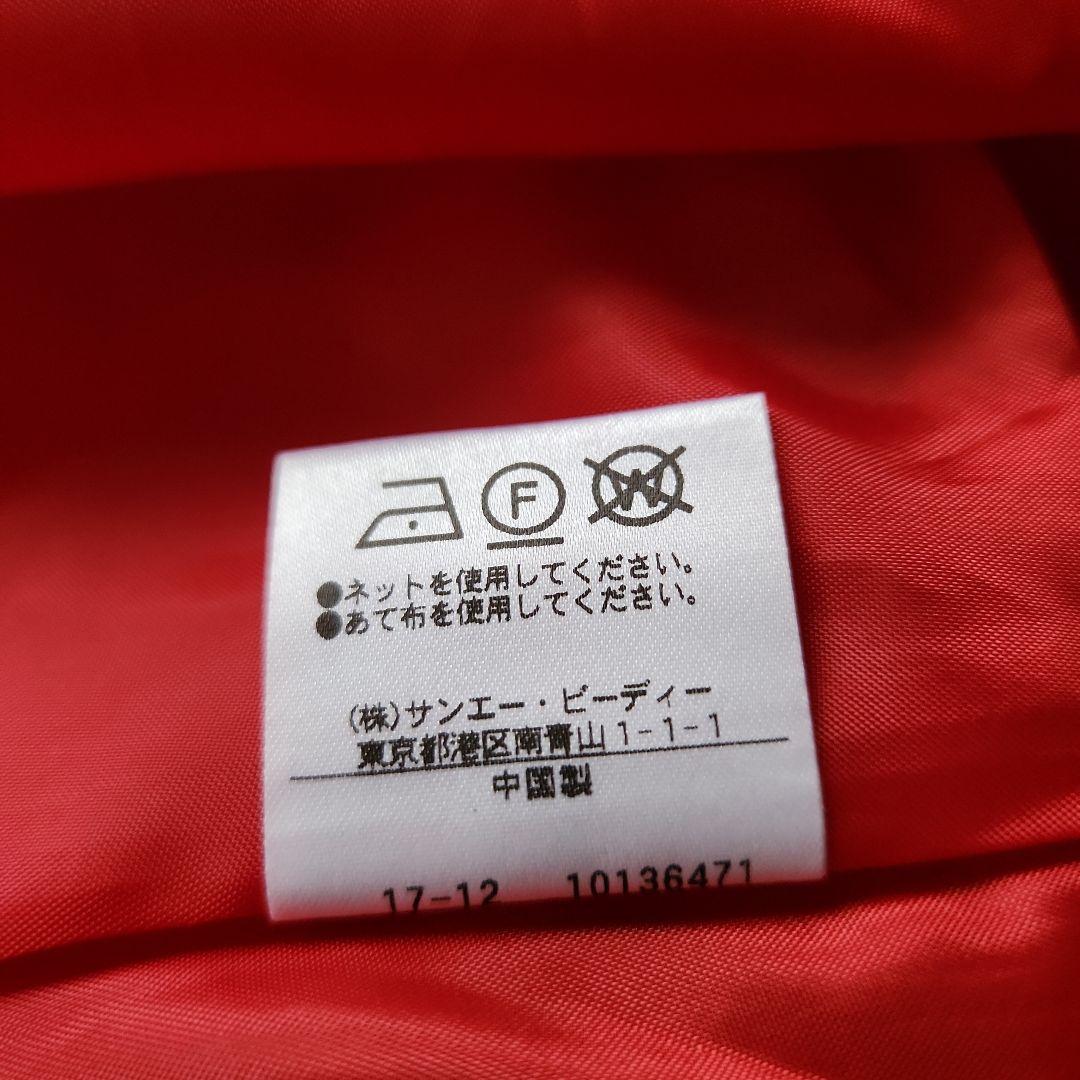 F W
●ネットを使用してください。
●あて布を使用してください。
(株)サンエー・ビーディー
東京都港区南青山1-1-1
中国製
17-12 10136471